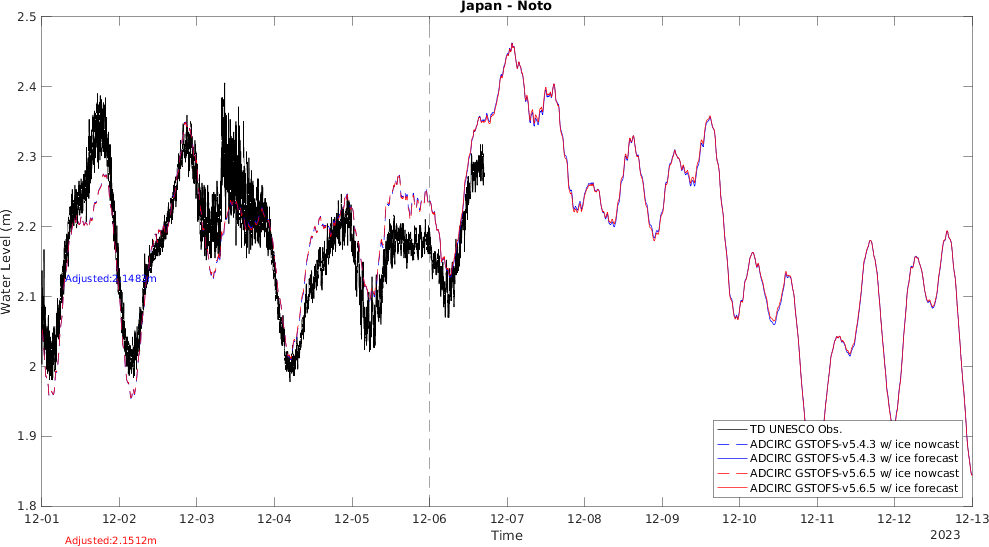 Japan - Noto
2.5
2.4
2.3
2.2
2.1
2
1.9
1.8
Water Level (m)
Adjusted:2.1482m
TD UNESCO Obs.
ADCIRC GSTOFS-v5.4.3 w/ ice nowcast
ADCIRC GSTOFS-v5.4.3 w/ ice forecast
ADCIRC GSTOFS-v5.6.5 w/ ice nowcast
ADCIRC GSTOFS-v5.6.5 w/ ice forecast
12-01 12-02 12-03 12-04 12-05 12-06 12-07 12-08 12-09 12-10 12-11 12-12 12-13
Time
2023
Adjusted:2.1512m